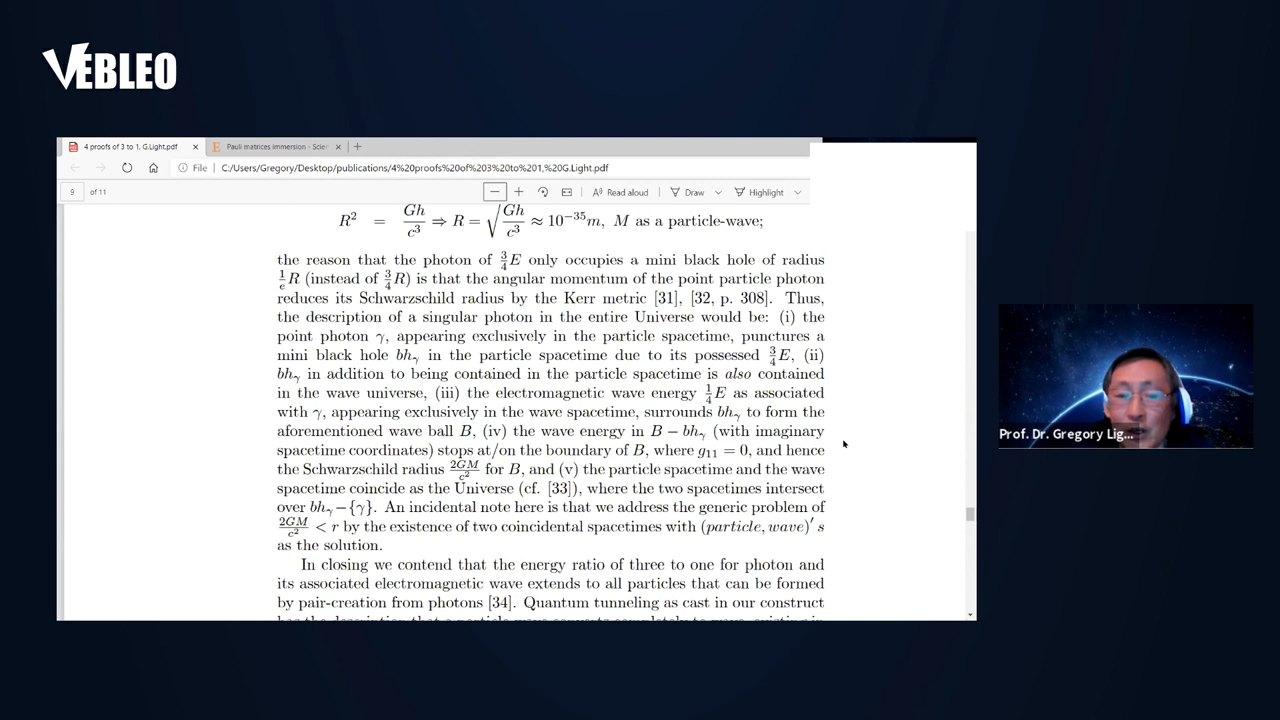 VEBLEO
4 proofs of 3 to 1, G.Light.pdf
Pauli matrices immersion - Scien
File C:/Users/Gregory/Desktop/publications/4%20proofs%20of%203%20to%201,%20G.Light.pdf
9 of 11 Read aloud Draw Highlight
R² = Gh/c³ ⇒ R = √(Gh/c³) ≈ 10⁻³⁵m, M as a particle-wave;
the reason that the photon of 3/4 E only occupies a mini black hole of radius
1/e R (instead of 3/4 R) is that the angular momentum of the point particle photon
reduces its Schwarzschild radius by the Kerr metric [31], [32, p. 308]. Thus,
the description of a singular photon in the entire Universe would be: (i) the
point photon γ, appearing exclusively in the particle spacetime, punctures a
mini black hole bhγ in the particle spacetime due to its possessed 3/4 E, (ii)
bhγ in addition to being contained in the particle spacetime is also contained
in the wave universe, (iii) the electromagnetic wave energy 1/4 E as associated
with γ, appearing exclusively in the wave spacetime, surrounds bhγ to form the
aforementioned wave ball B, (iv) the wave energy in B − bhγ (with imaginary
spacetime coordinates) stops at/on the boundary of B, where g₁₁ = 0, and hence
the Schwarzschild radius 2GM/c² for B, and (v) the particle spacetime and the wave
spacetime coincide as the Universe (cf. [33]), where the two spacetimes intersect
over bhγ − {γ}. An incidental note here is that we address the generic problem of
2GM/c² < r by the existence of two coincidental spacetimes with (particle, wave)′ s
as the solution.
In closing we contend that the energy ratio of three to one for photon and
its associated electromagnetic wave extends to all particles that can be formed
by pair-creation from photons [34]. Quantum tunneling as cast in our construct
Prof. Dr. Gregory Lig...